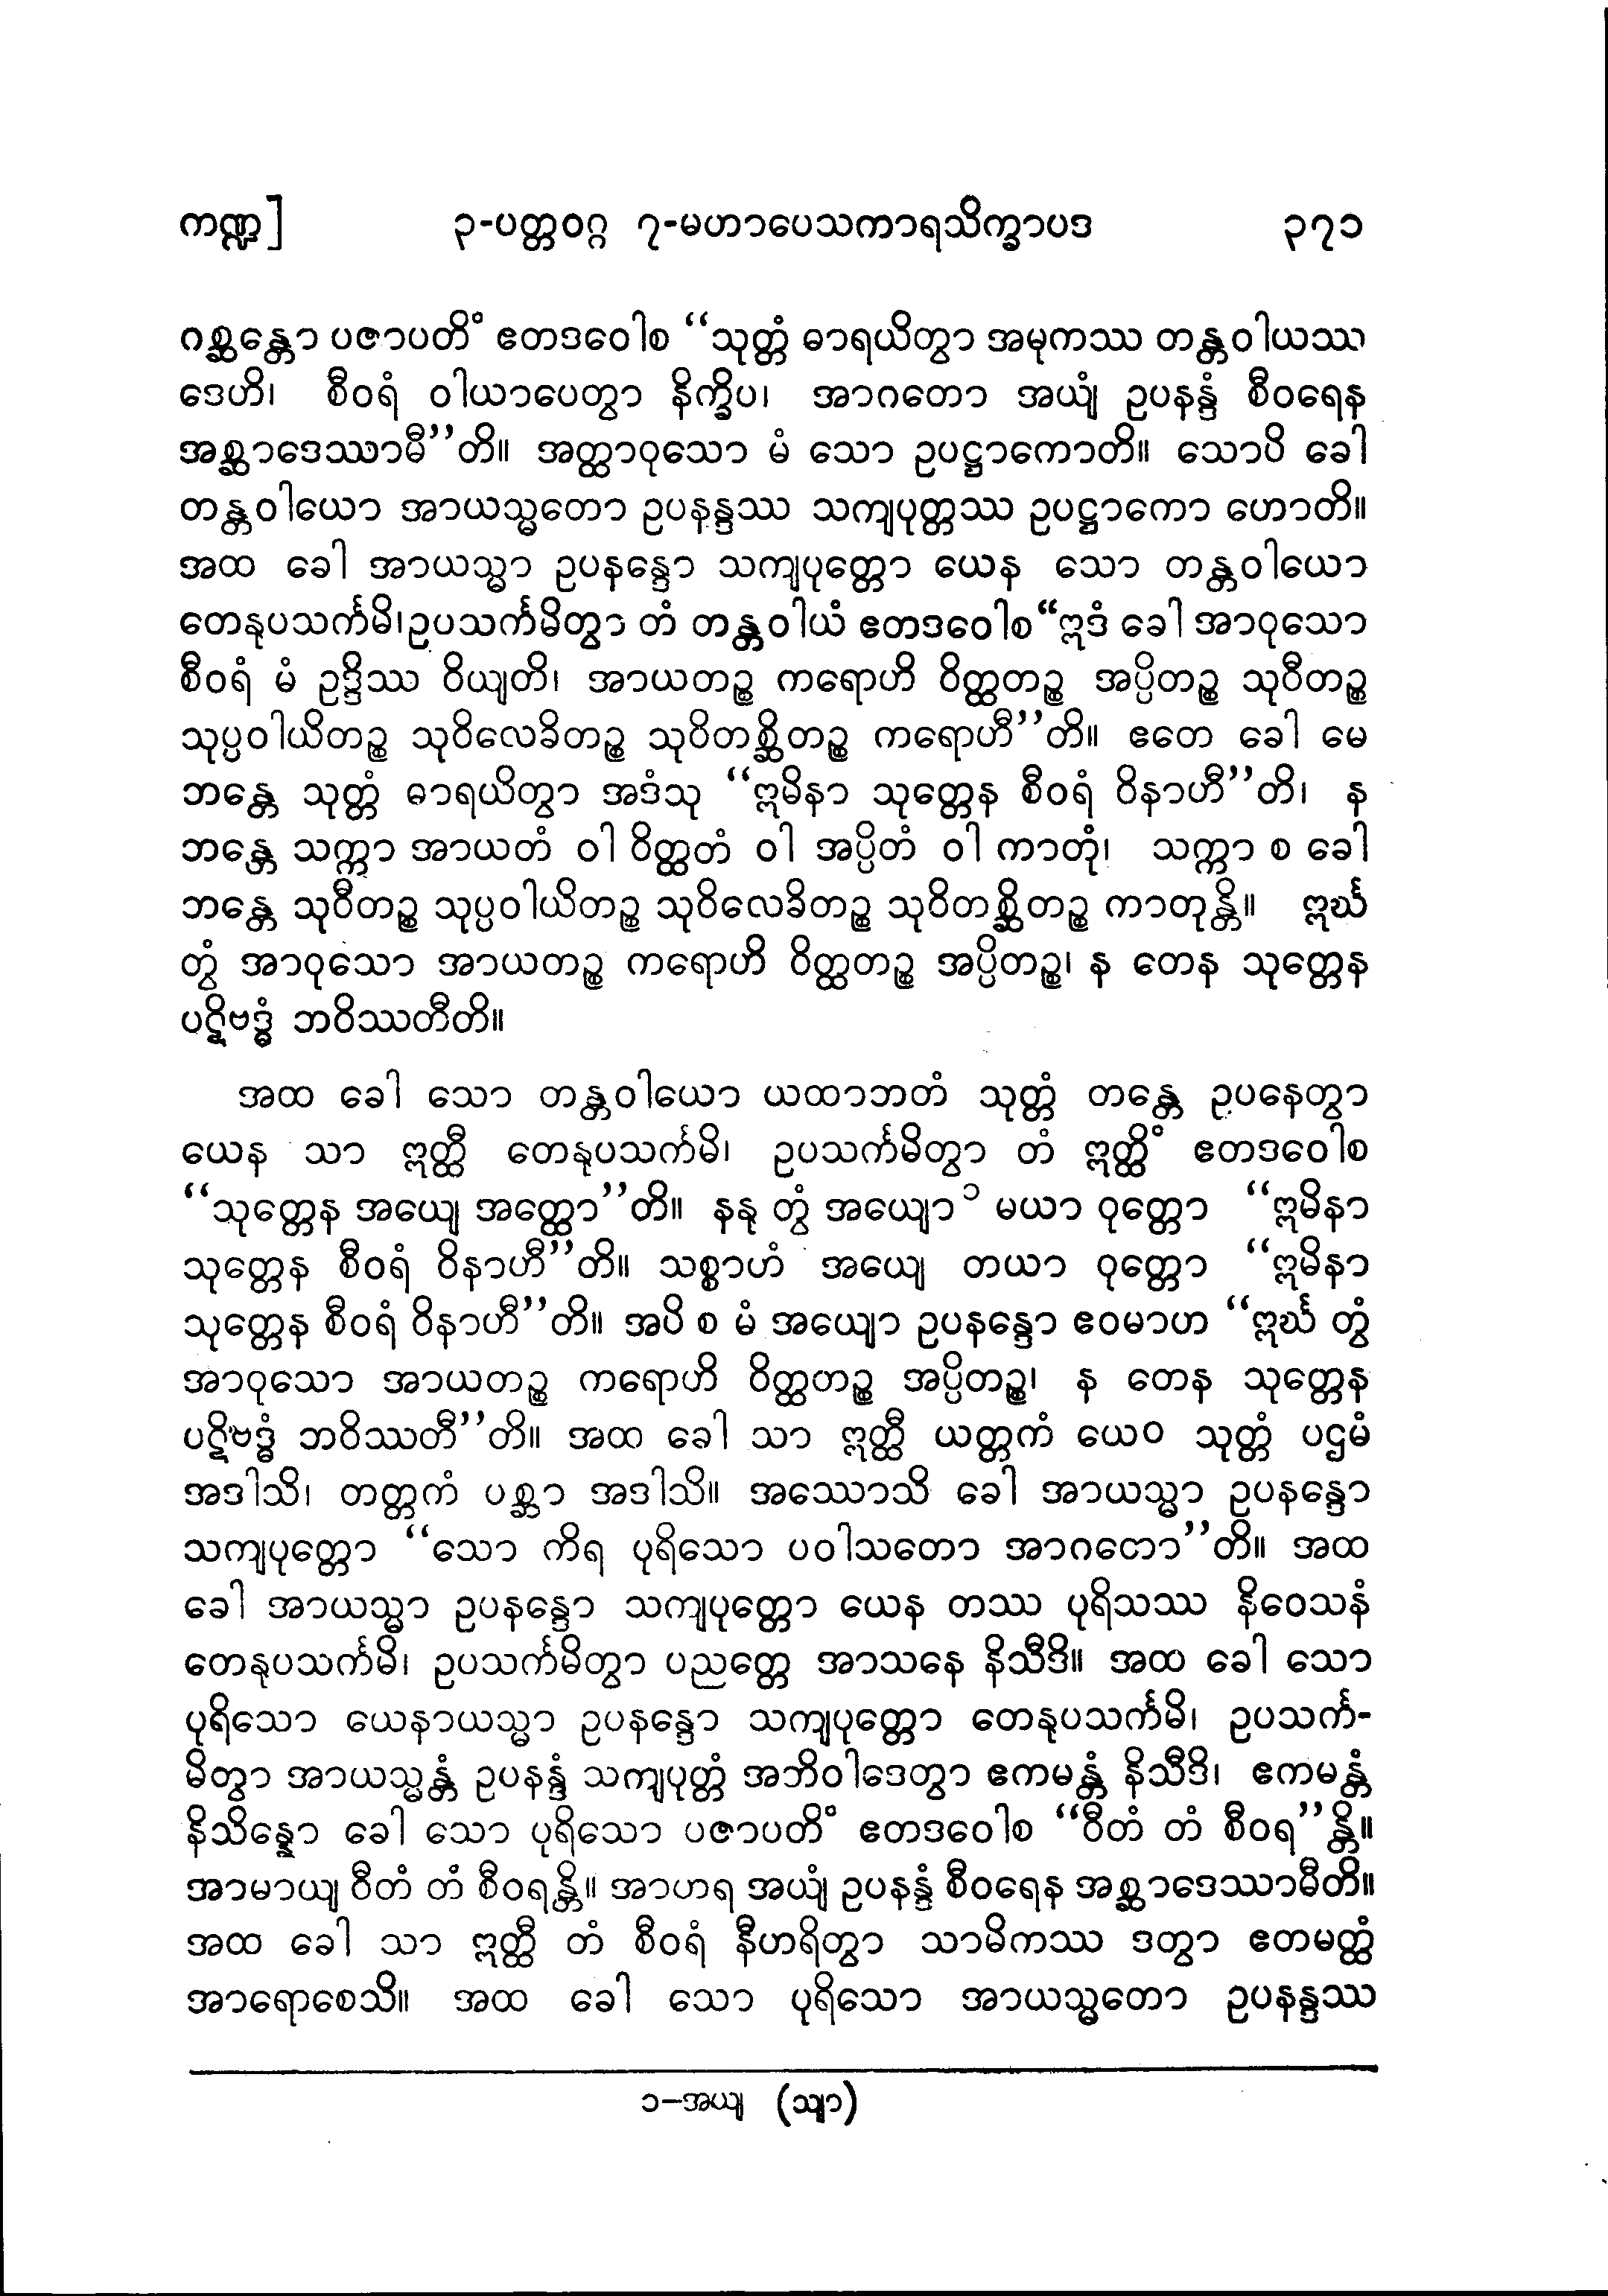 ကဏ္ဍ] ၃-ပတ္တဝဂ္ဂ ၇-မဟာပေသကာရသိက္ခာပဒ ၃၇၁
ဂစ္ဆန္တော ပဇာပတိံ ဧတဒဝေါစ “သုတ္တံ ဓာရယိတွာ အမုကဿ တန္တဝါယဿ
ဒေဟိ၊ စီဝရံ ဝါယာပေတွာ နိက္ခိပ၊ အာဂတော အယျံ ဥပနန္ဒံ စီဝရေန
အစ္ဆာဒေဿာမီ”တိ။ အတ္ထာဝုသော မံ သော ဥပဋ္ဌာကောတိ။ သောပိ ခေါ
တန္တဝါယော အာယသ္မတော ဥပနန္ဒဿ သကျပုတ္တဿ ဥပဋ္ဌာကော ဟောတိ။
အထ ခေါ အာယသ္မာ ဥပနန္ဒော သကျပုတ္တော ယေန သော တန္တဝါယော
တေနုပသင်္ကမိ၊ဥပသင်္ကမိတွာ တံ တန္တဝါယံ ဧတဒဝေါစ“ဣဒံ ခေါ အာဝုသော
စီဝရံ မံ ဥဒ္ဒိဿ ဝိယျတိ၊ အာယတဉ္စ ကရောဟိ ဝိတ္ထတဉ္စ အပ္ပိတဉ္စ သုဝီတဉ္စ
သုပ္ပဝါယိတဉ္စ သုဝိလေခိတဉ္စ သုဝိတစ္ဆိတဉ္စ ကရောဟီ”တိ။ ဧတေ ခေါ မေ
ဘန္တေ သုတ္တံ ဓာရယိတွာ အဒံသု “ဣမိနာ သုတ္တေန စီဝရံ ဝိနာဟီ”တိ၊ န
ဘန္တေ သက္ကာ အာယတံ ဝါ ဝိတ္ထတံ ဝါ အပ္ပိတံ ဝါ ကာတုံ၊ သက္ကာ စ ခေါ
ဘန္တေ သုဝီတဉ္စ သုပ္ပဝါယိတဉ္စ သုဝိလေခိတဉ္စ သုဝိတစ္ဆိတဉ္စ ကာတုန္တိ။ ဣင်္ဃ
တွံ အာဝုသော အာယတဉ္စ ကရောဟိ ဝိတ္ထတဉ္စ အပ္ပိတဉ္စ၊ န တေန သုတ္တေန
ပဋိဗဒ္ဓံ ဘဝိဿတီတိ။
အထ ခေါ သော တန္တဝါယော ယထာဘတံ သုတ္တံ တန္တေ ဥပနေတွာ
ယေန သာ ဣတ္ထီ တေနုပသင်္ကမိ၊ ဥပသင်္ကမိတွာ တံ ဣတ္ထိံ ဧတဒဝေါစ
“သုတ္တေန အယျေ အတ္ထော”တိ။ နနု တွံ အယျော၁ မယာ ဝုတ္တော “ဣမိနာ
သုတ္တေန စီဝရံ ဝိနာဟီ”တိ။ သစ္စာဟံ အယျေ တယာ ဝုတ္တော “ဣမိနာ
သုတ္တေန စီဝရံ ဝိနာဟီ”တိ။ အပိ စ မံ အယျော ဥပနန္ဒော ဧဝမာဟ “ဣင်္ဃ တွံ
အာဝုသော အာယတဉ္စ ကရောဟိ ဝိတ္ထတဉ္စ အပ္ပိတဉ္စ၊ န တေန သုတ္တေန
ပဋိဗဒ္ဓံ ဘဝိဿတီ”တိ။ အထ ခေါ သာ ဣတ္ထီ ယတ္တကံ ယေဝ သုတ္တံ ပဌမံ
အဒါသိ၊ တတ္တကံ ပစ္ဆာ အဒါသိ။ အဿောသိ ခေါ အာယသ္မာ ဥပနန္ဒော
သကျပုတ္တော “သော ကိရ ပုရိသော ပဝါသတော အာဂတော”တိ။ အထ
ခေါ အာယသ္မာ ဥပနန္ဒော သကျပုတ္တော ယေန တဿ ပုရိသဿ နိဝေသနံ
တေနုပသင်္ကမိ၊ ဥပသင်္ကမိတွာ ပညတ္တေ အာသနေ နိသီဒိ။ အထ ခေါ သော
ပုရိသော ယေနာယသ္မာ ဥပနန္ဒော သကျပုတ္တော တေနုပသင်္ကမိ၊ ဥပသင်္က-
မိတွာ အာယသ္မန္တံ ဥပနန္ဒံ သကျပုတ္တံ အဘိဝါဒေတွာ ဧကမန္တံ နိသီဒိ၊ ဧကမန္တံ
နိသိန္နော ခေါ သော ပုရိသော ပဇာပတိံ ဧတဒဝေါစ “ဝီတံ တံ စီဝရ”န္တိ။
အာမာယျ ဝီတံ တံ စီဝရန္တိ။ အာဟရ အယျံ ဥပနန္ဒံ စီဝရေန အစ္ဆာဒေဿာမီတိ။
အထ ခေါ သာ ဣတ္ထီ တံ စီဝရံ နီဟရိတွာ သာမိကဿ ဒတွာ ဧတမတ္ထံ
အာရောစေသိ။ အထ ခေါ သော ပုရိသော အာယသ္မတော ဥပနန္ဒဿ
၁–အယျ (သျာ)